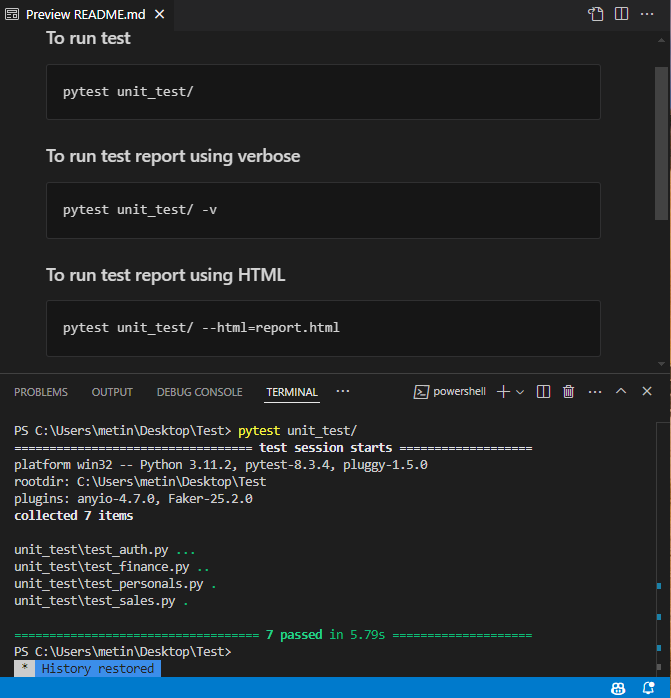 Preview README.md
To run test
pytest unit_test/
To run test report using verbose
pytest unit_test/ -v
To run test report using HTML
pytest unit_test/ --html=report.html
PROBLEMS OUTPUT DEBUG CONSOLE TERMINAL ··· powershell
PS C:\Users\metin\Desktop\Test> pytest unit_test/
================================== test session starts ===================
platform win32 -- Python 3.11.2, pytest-8.3.4, pluggy-1.5.0
rootdir: C:\Users\metin\Desktop\Test
plugins: anyio-4.7.0, Faker-25.2.0
collected 7 items
unit_test\test_auth.py ...
unit_test\test_finance.py ..
unit_test\test_personals.py .
unit_test\test_sales.py .
=================================== 7 passed in 5.79s ====================
PS C:\Users\metin\Desktop\Test>
* History restored